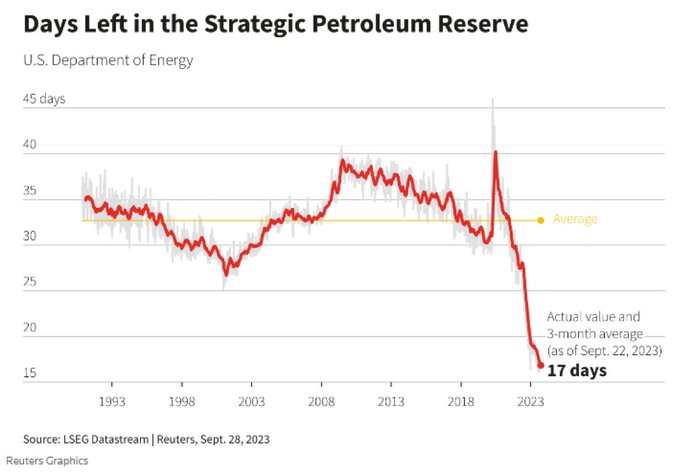 Days Left in the Strategic Petroleum Reserve
U.S. Department of Energy
45 days
40
35
Average
30
25
20
Actual value and
3-month average
(as of Sept. 22, 2023)
17 days
15
1993 1998 2003 2008 2013 2018 2023
Source: LSEG Datastream | Reuters, Sept. 28, 2023
Reuters Graphics